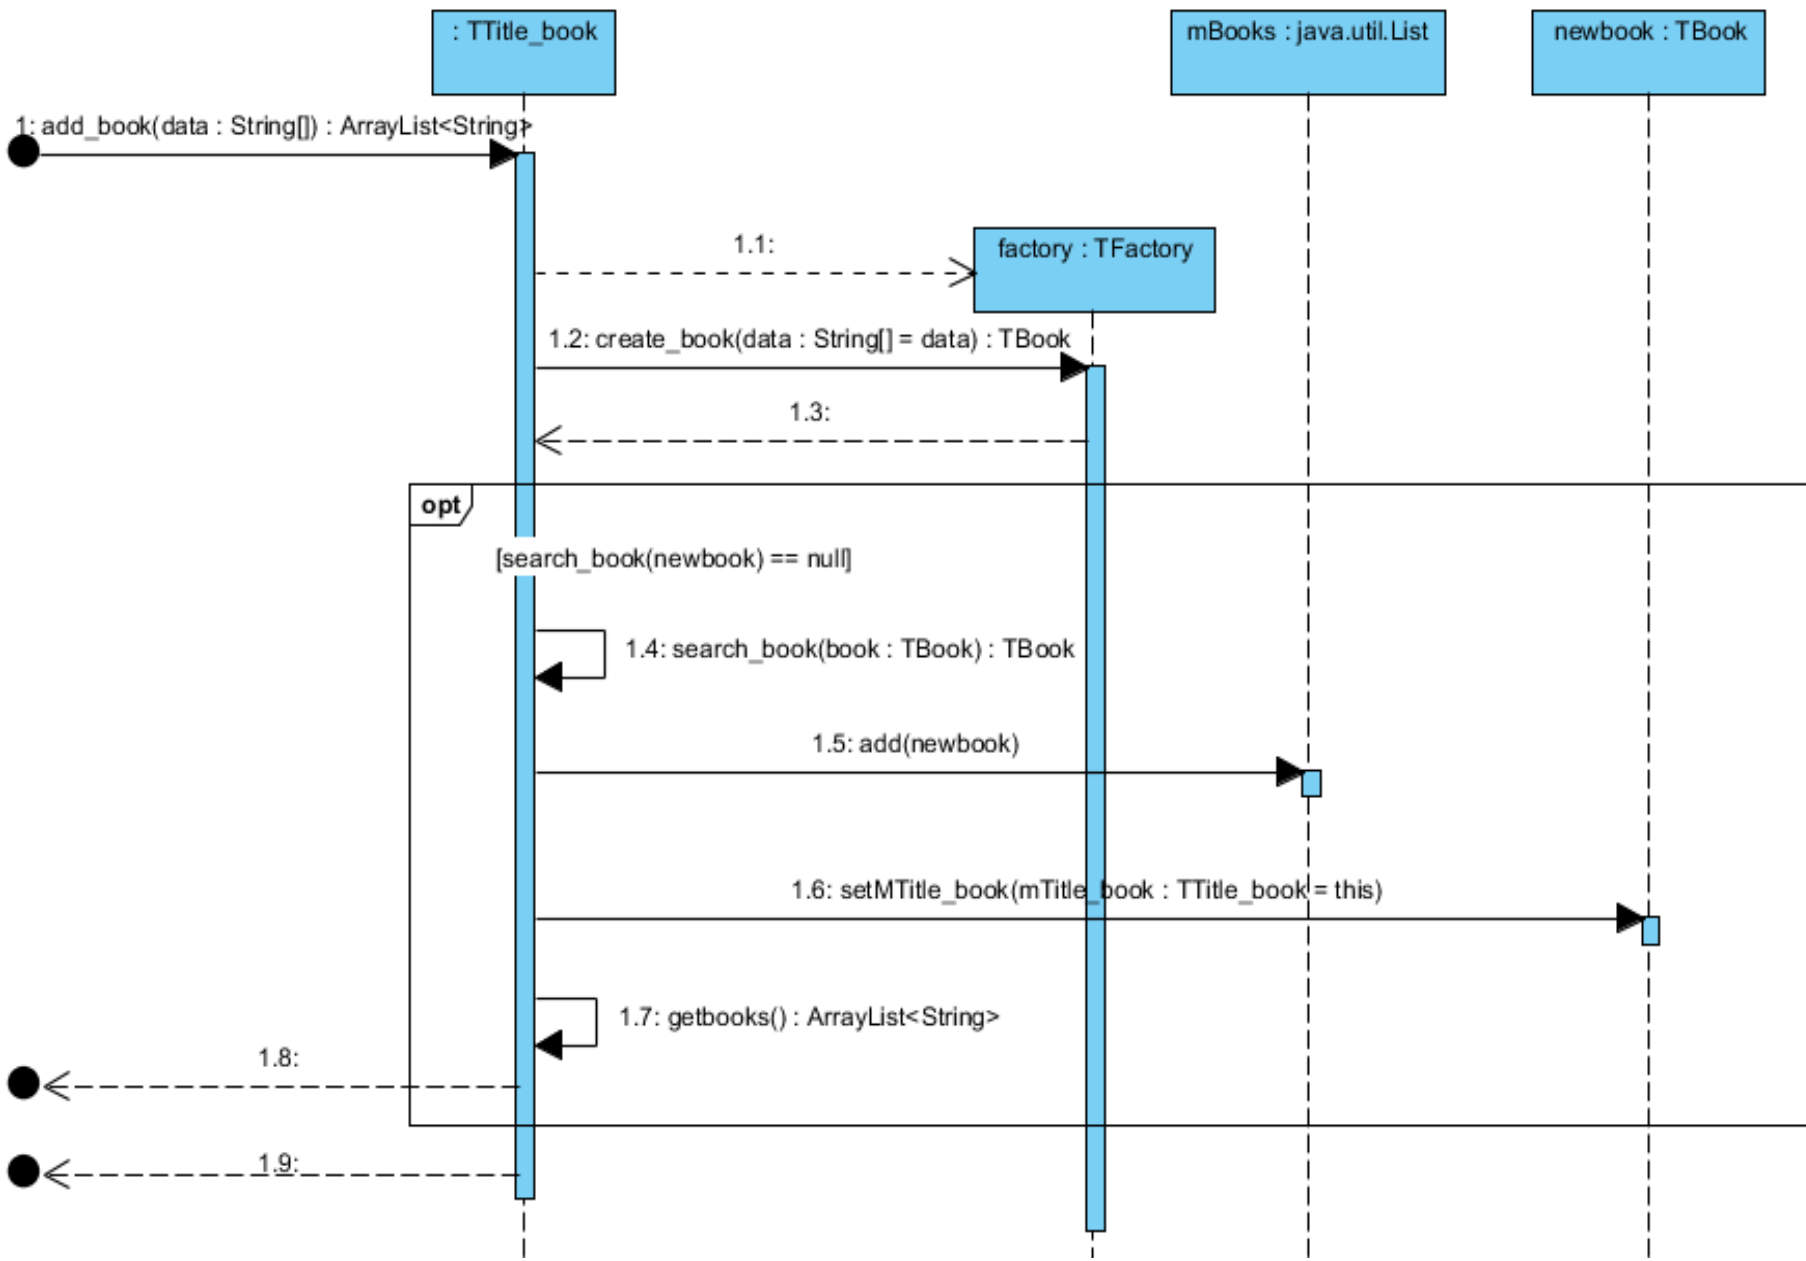 : TTitle_book
mBooks : java.util.List
newbook : TBook
1: add_book(data : String[]) : ArrayList<String>
1.1:
factory : TFactory
1.2: create_book(data : String[] = data) : TBook
1.3:
opt
[search_book(newbook) == null]
1.4: search_book(book : TBook) : TBook
1.5: add(newbook)
1.6: setMTitle_book(mTitle_book : TTitle_book = this)
1.7: getbooks() : ArrayList<String>
1.8:
1.9: